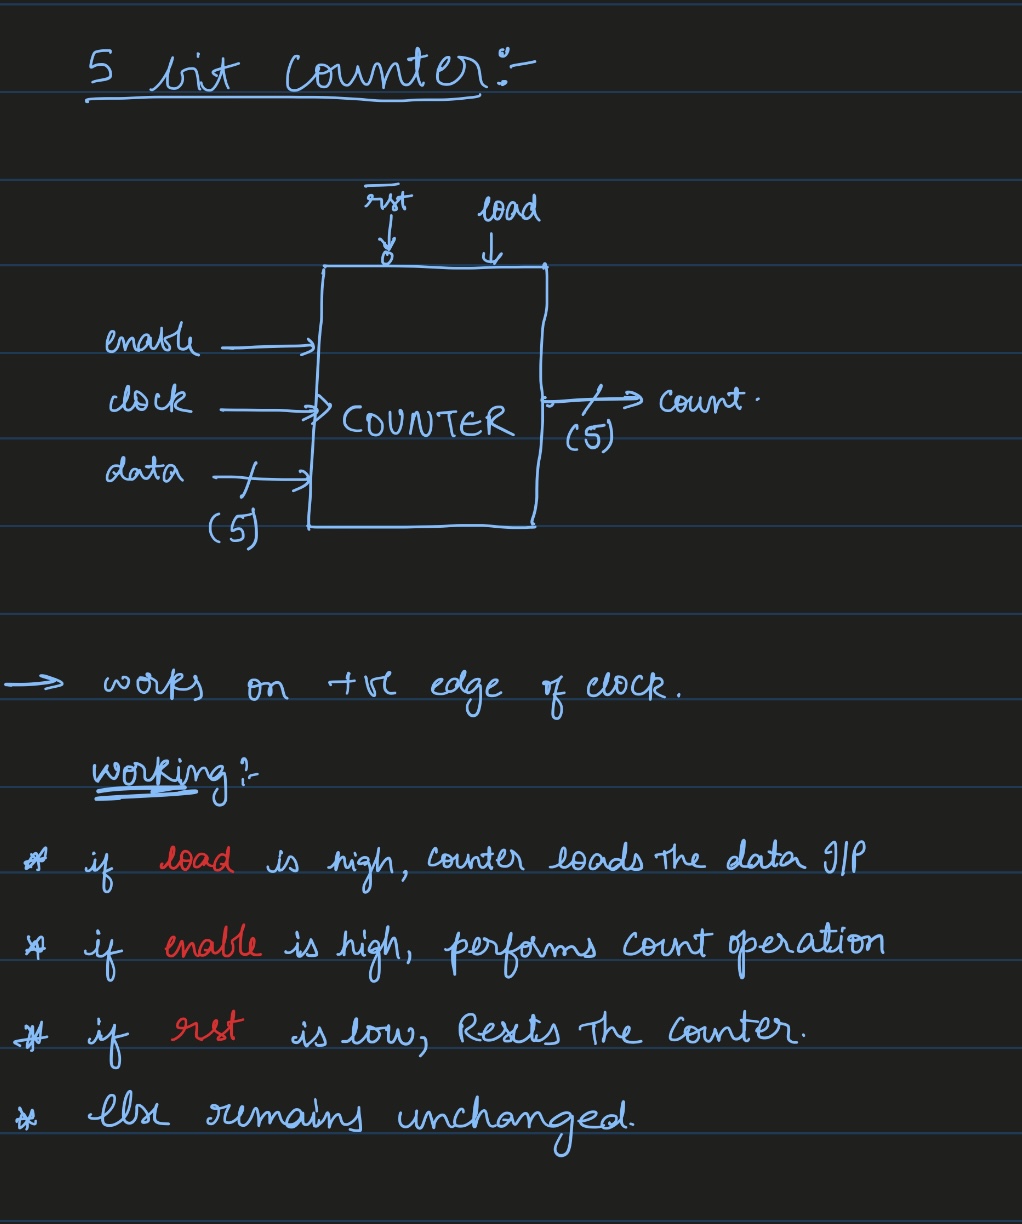 5 bit Counter:-
rst load
enable
clock
COUNTER
count.
(5)
data
(5)
→ works on +ve edge of clock.
working:-
* if load is high, Counter loads the data I/P
* if enable is high, performs Count operation
* if rst is low, Resets The Counter.
* Else remains unchanged.